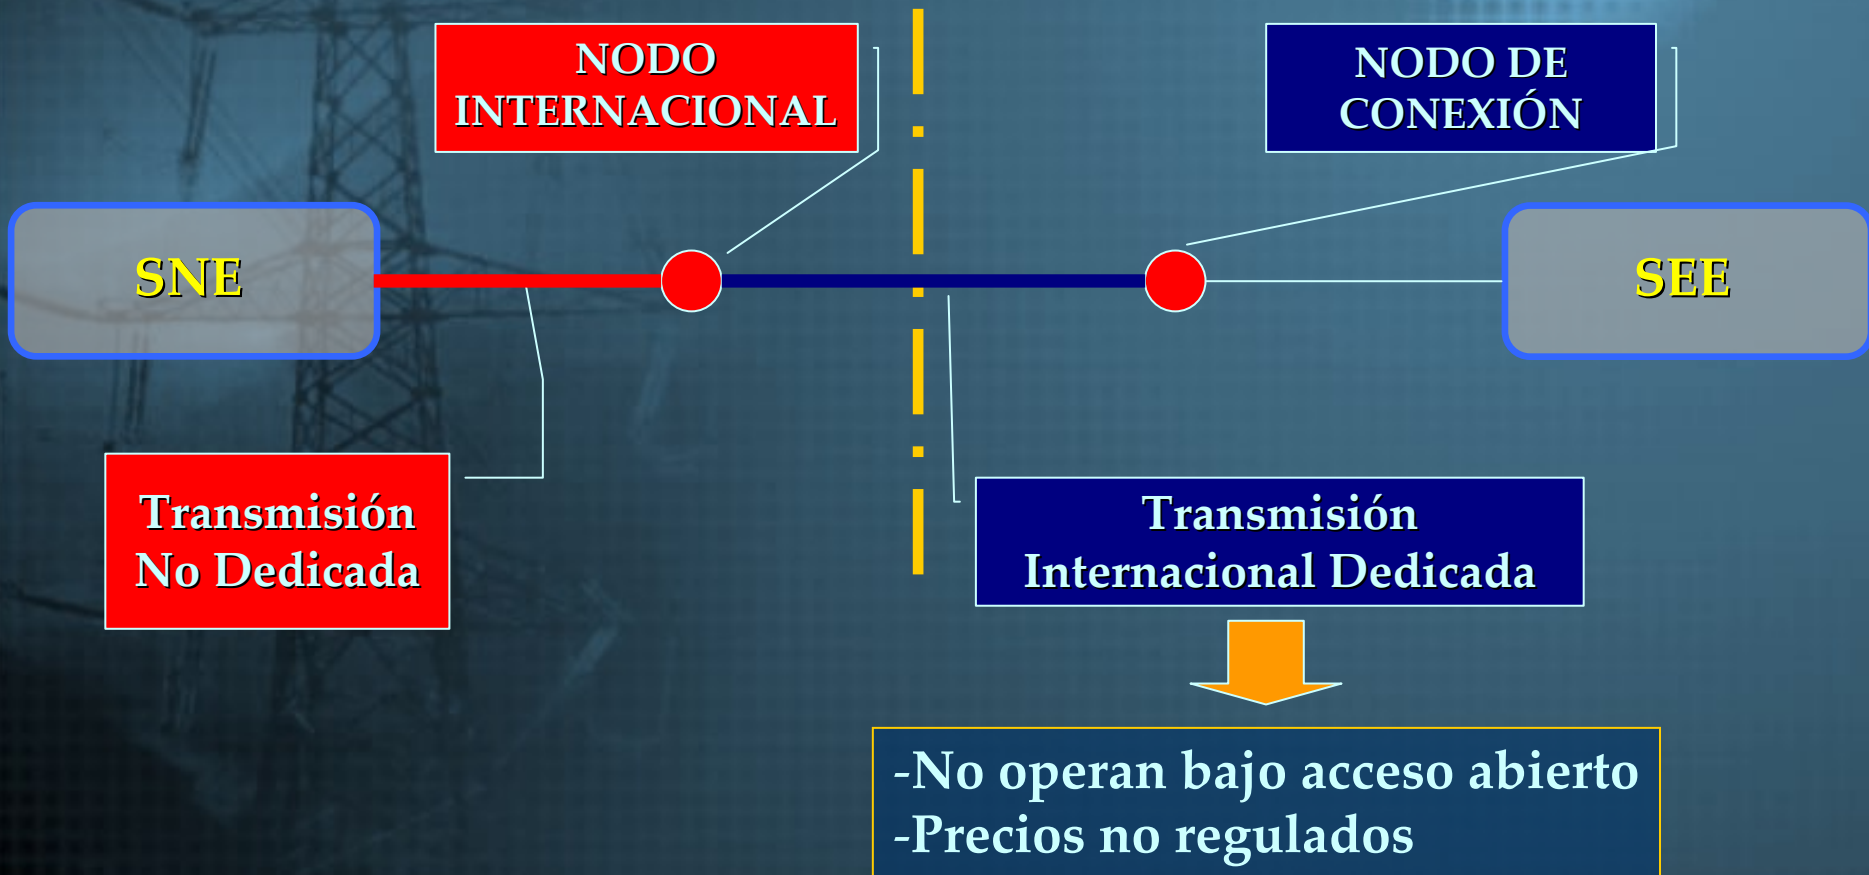 NODO
INTERNACIONAL
NODO DE
CONEXIÓN
SNE
SEE
Transmisión
No Dedicada
Transmisión
Internacional Dedicada
-No operan bajo acceso abierto
-Precios no regulados